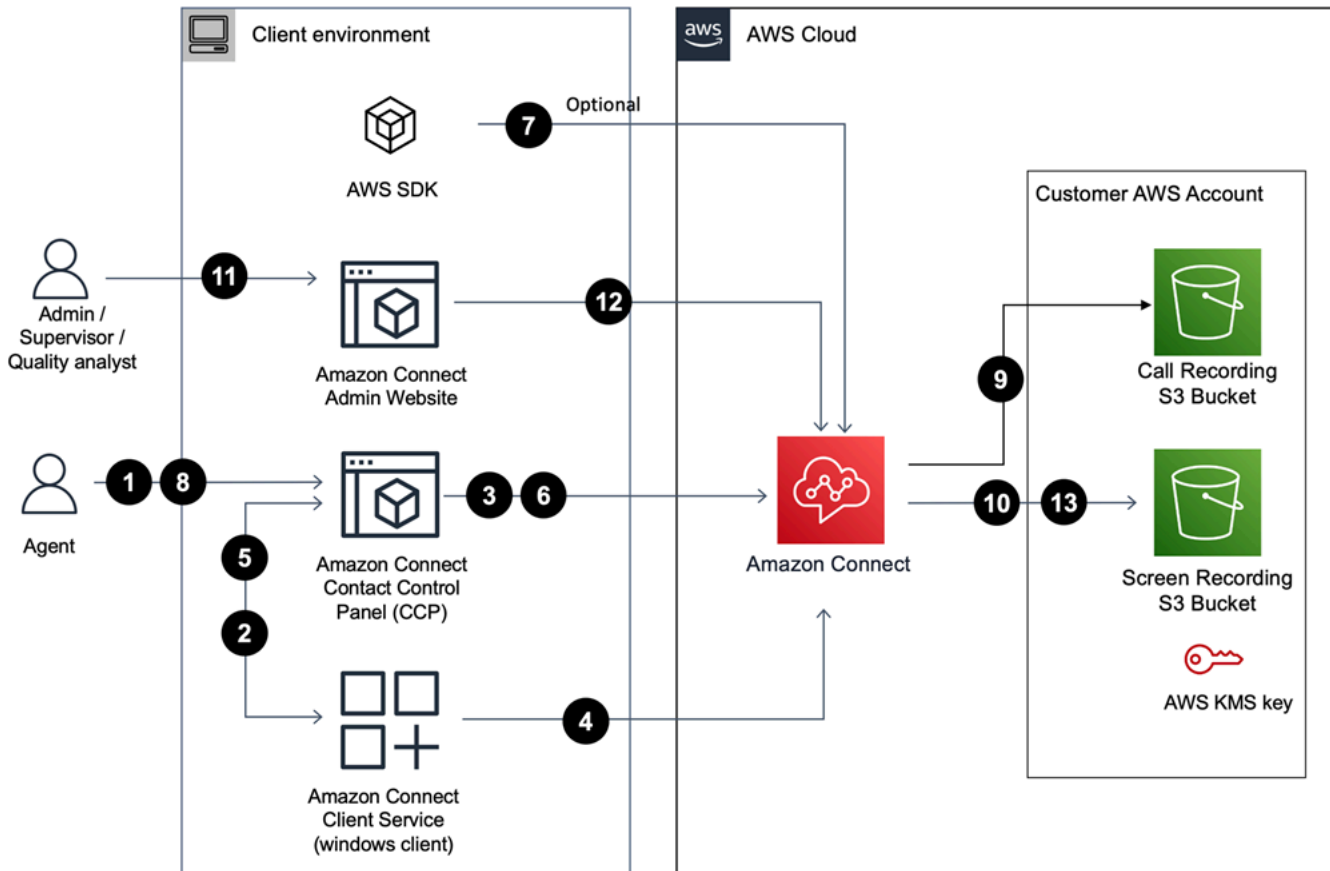 Client environment
aws
AWS Cloud
Optional
7
AWS SDK
Customer AWS Account
11
12
Admin /
Supervisor /
Quality analyst
Amazon Connect
Admin Website
9
Call Recording
S3 Bucket
1
8
3
6
10
13
Agent
5
Amazon Connect
Contact Control
Panel (CCP)
Amazon Connect
Screen Recording
S3 Bucket
2
4
AWS KMS key
Amazon Connect
Client Service
(windows client)